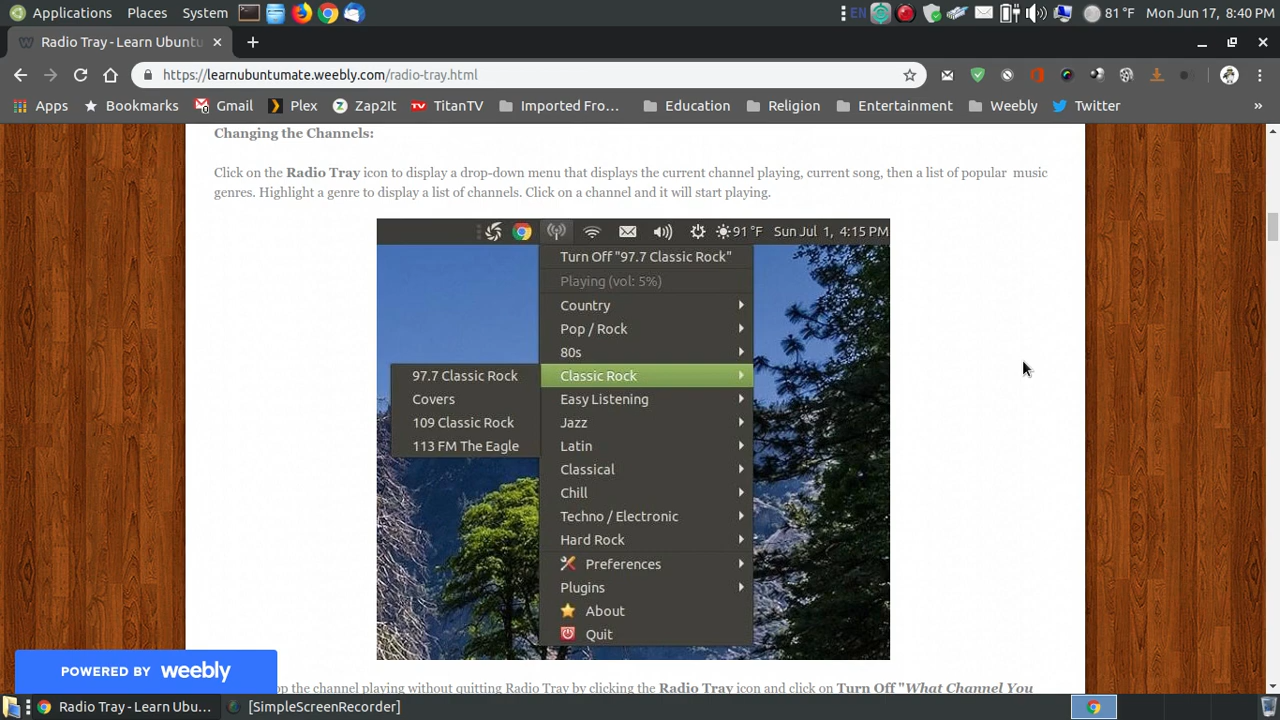 Applications Places System EN 81 °F Mon Jun 17, 8:40 PM
Radio Tray - Learn Ubuntu
https://learnubuntumate.weebly.com/radio-tray.html
Apps Bookmarks Gmail Plex Zap2It TitanTV Imported Fro... Education Religion Entertainment Weebly Twitter »
Changing the Channels:
Click on the Radio Tray icon to display a drop-down menu that displays the current channel playing, current song, then a list of popular music
genres. Highlight a genre to display a list of channels. Click on a channel and it will start playing.
91 °F Sun Jul 1, 4:15 PM
Turn Off "97.7 Classic Rock"
Playing (vol: 5%)
Country
Pop / Rock
80s
Classic Rock
Easy Listening
Jazz
Latin
Classical
Chill
Techno / Electronic
Hard Rock
Preferences
Plugins
About
Quit
97.7 Classic Rock
Covers
109 Classic Rock
113 FM The Eagle
POWERED BY weebly
the channel playing without quitting Radio Tray by clicking the Radio Tray icon and click on Turn Off "What Channel You
Radio Tray - Learn Ubu... [SimpleScreenRecorder]